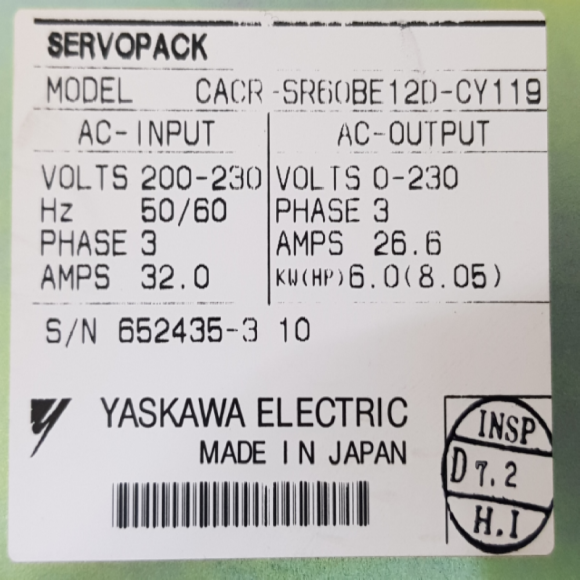 SERVOPACK
MODEL CACR-SR60BE12D-CY119
AC-INPUT AC-OUTPUT
VOLTS 200-230 VOLTS 0-230
Hz 50/60 PHASE 3
PHASE 3 AMPS 26.6
AMPS 32.0 KW(HP) 6.0(8.05)
S/N 652435-3 10
YASKAWA ELECTRIC
MADE IN JAPAN
INSP
D 7.2
H.I